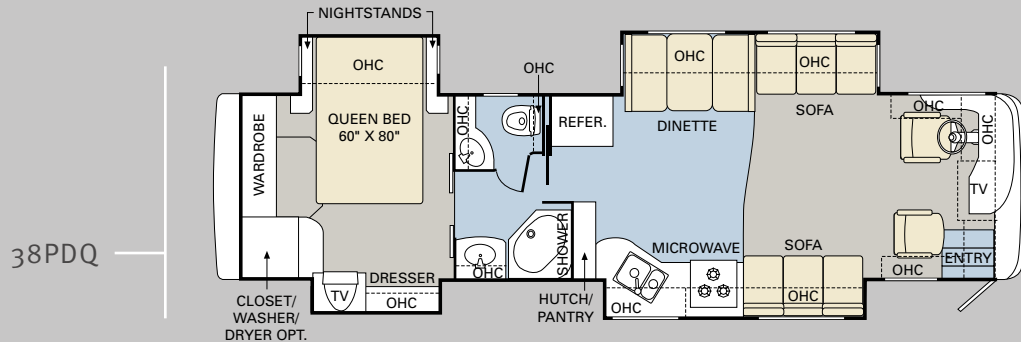 NIGHTSTANDS
OHC
OHC
OHC
OHC
QUEEN BED
60" X 80"
OHC
REFER.
DINETTE
SOFA
OHC
OHC
WARDROBE
TV
38PDQ
SHOWER
MICROWAVE
SOFA
ENTRY
OHC
OHC
DRESSER
TV
OHC
OHC
OHC
CLOSET/
WASHER/
DRYER OPT.
HUTCH/
PANTRY